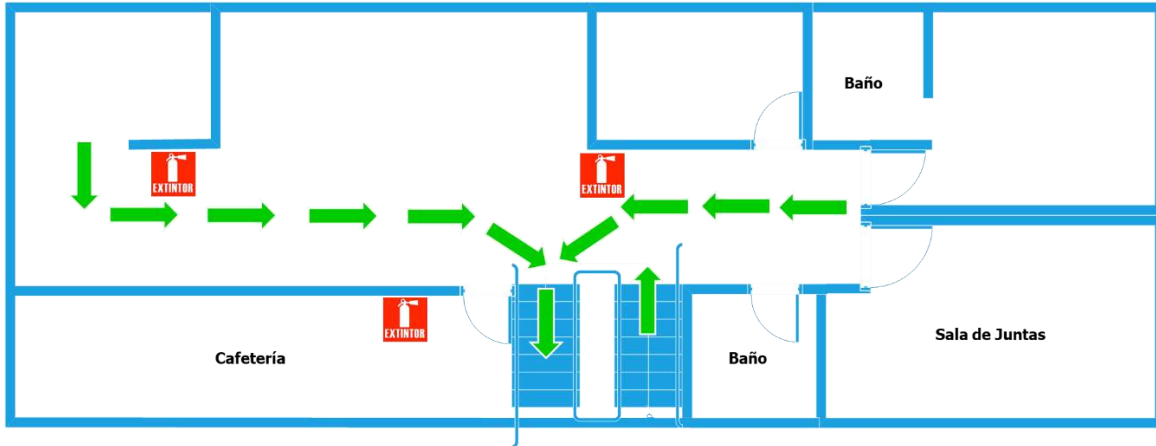 Baño
EXTINTOR
EXTINTOR
EXTINTOR
Cafetería
Baño
Sala de Juntas